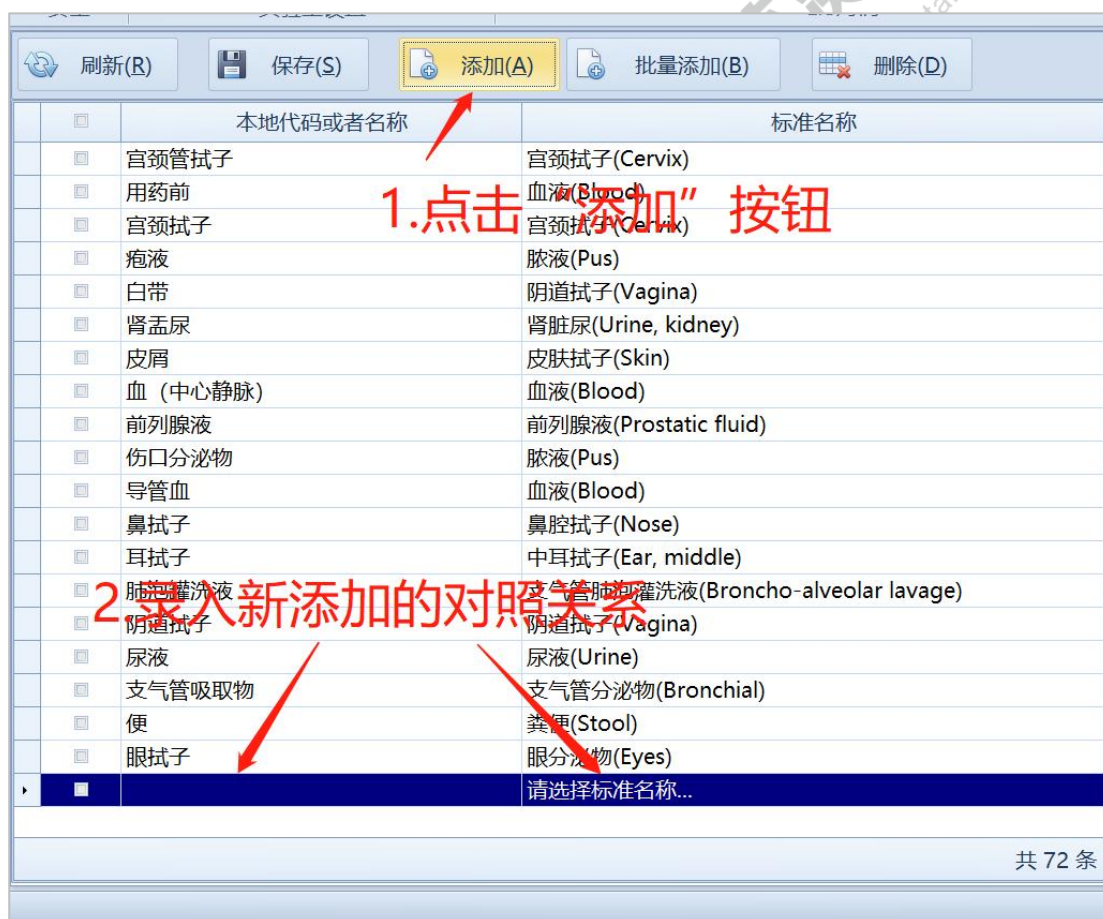 刷新(R) 保存(S) 添加(A) 批量添加(B) 删除(D)
本地代码或者名称 标准名称
宫颈管拭子 宫颈拭子(Cervix)
用药前 血液(Blood)
1.点击“添加”按钮
宫颈拭子 宫颈拭子(Cervix)
疱液 脓液(Pus)
白带 阴道拭子(Vagina)
肾盂尿 肾脏尿(Urine, kidney)
皮屑 皮肤拭子(Skin)
血（中心静脉） 血液(Blood)
前列腺液 前列腺液(Prostatic fluid)
伤口分泌物 脓液(Pus)
导管血 血液(Blood)
鼻拭子 鼻腔拭子(Nose)
耳拭子 中耳拭子(Ear, middle)
肺泡罐洗液 支气管肺泡灌洗液(Broncho-alveolar lavage)
2.录入新添加的对照关系
阴道拭子 阴道拭子(Vagina)
尿液 尿液(Urine)
支气管吸取物 支气管分泌物(Bronchial)
便 粪便(Stool)
眼拭子 眼分泌物(Eyes)
请选择标准名称...
共 72 条